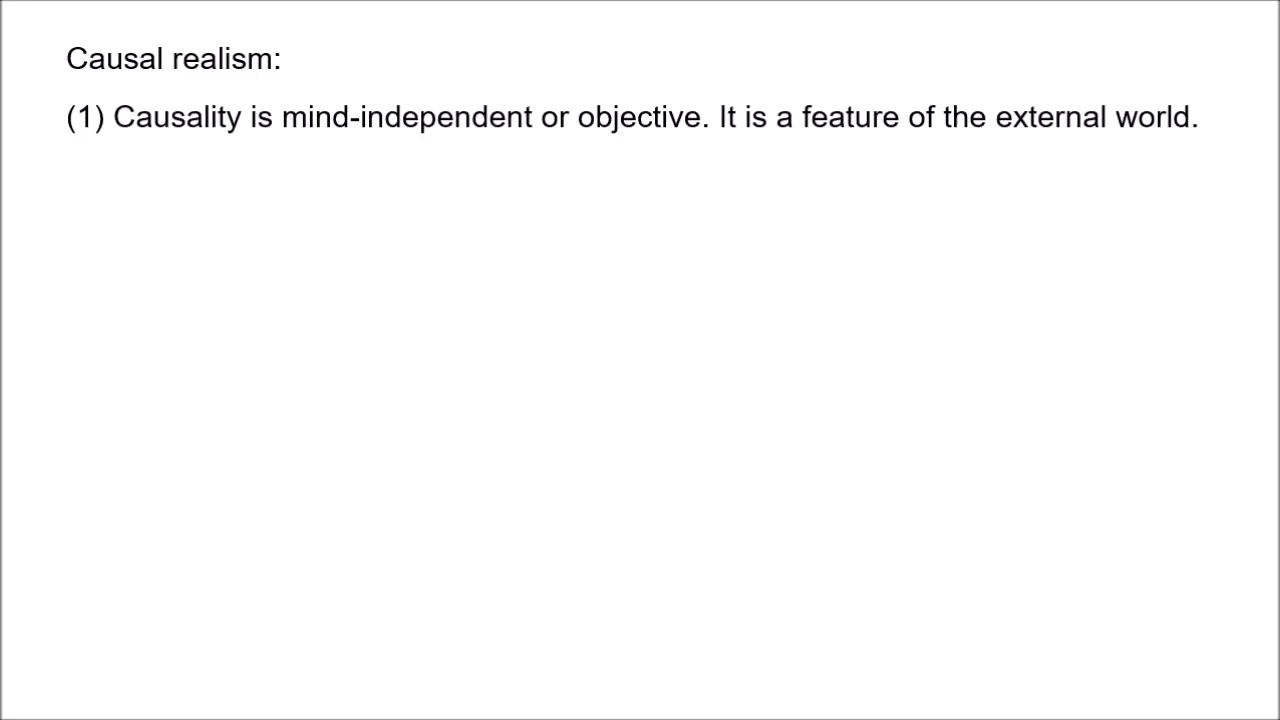 Causal realism:
(1) Causality is mind-independent or objective. It is a feature of the external world.